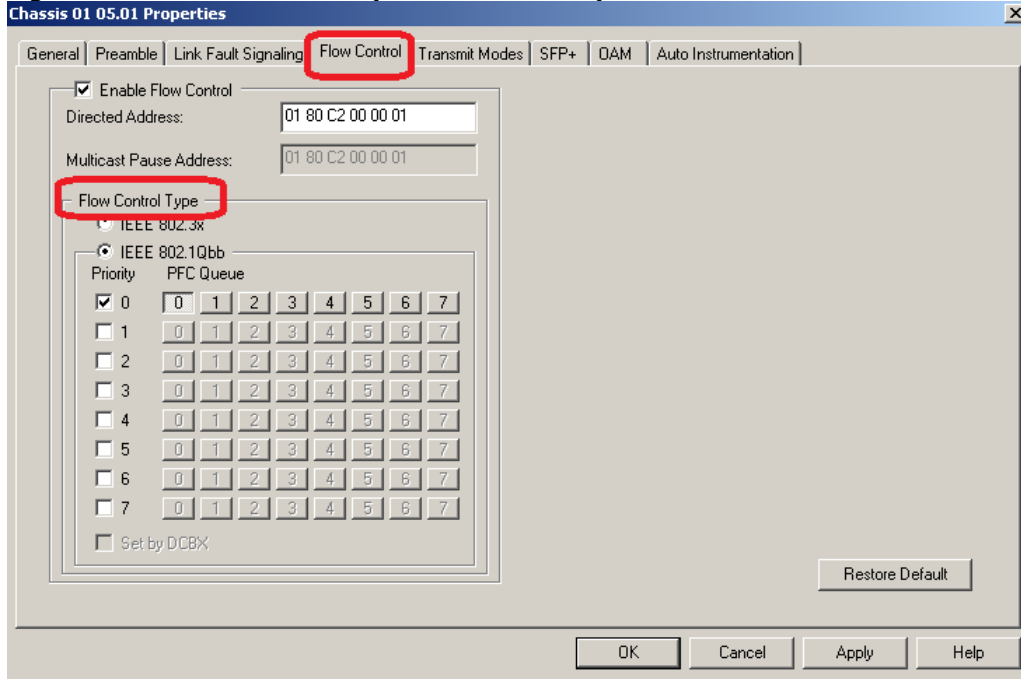 Chassis 01 05.01 Properties
General Preamble Link Fault Signaling Flow Control Transmit Modes SFP+ OAM Auto Instrumentation
Enable Flow Control
Directed Address: 01 80 C2 00 00 01
Multicast Pause Address: 01 80 C2 00 00 01
Flow Control Type
IEEE 802.3x
IEEE 802.1Qbb
Priority PFC Queue
0 0 1 2 3 4 5 6 7
1 0 1 2 3 4 5 6 7
2 0 1 2 3 4 5 6 7
3 0 1 2 3 4 5 6 7
4 0 1 2 3 4 5 6 7
5 0 1 2 3 4 5 6 7
6 0 1 2 3 4 5 6 7
7 0 1 2 3 4 5 6 7
Set by DCBX
Restore Default
OK Cancel Apply Help